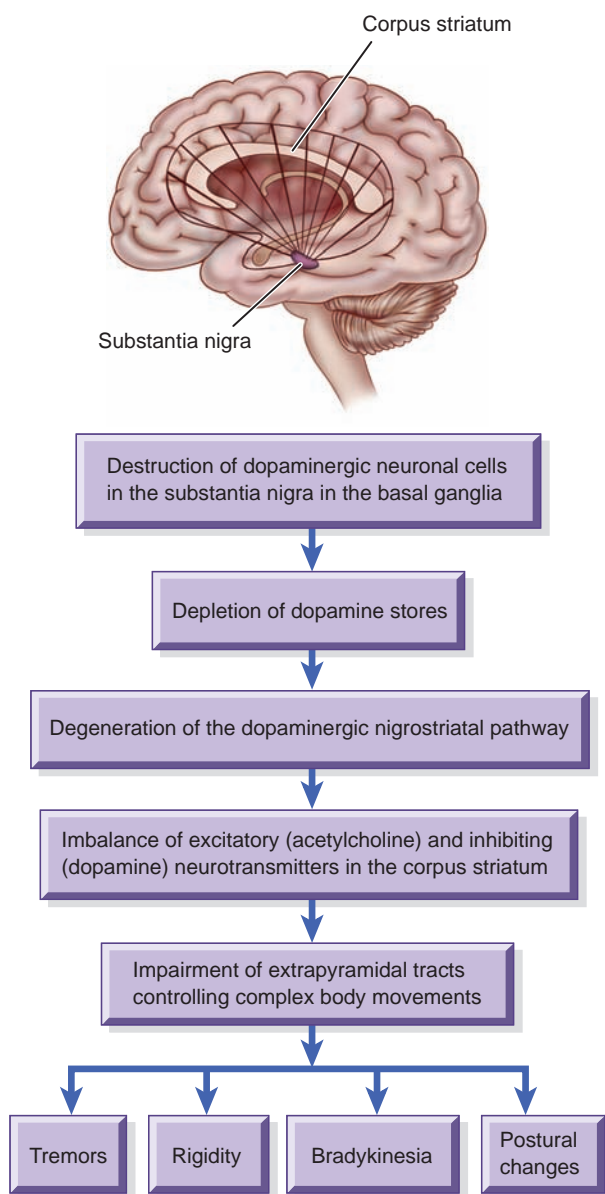 Corpus striatum
Substantia nigra
Destruction of dopaminergic neuronal cells
in the substantia nigra in the basal ganglia
Depletion of dopamine stores
Degeneration of the dopaminergic nigrostriatal pathway
Imbalance of excitatory (acetylcholine) and inhibiting
(dopamine) neurotransmitters in the corpus striatum
Impairment of extrapyramidal tracts
controlling complex body movements
Tremors
Rigidity
Bradykinesia
Postural
changes